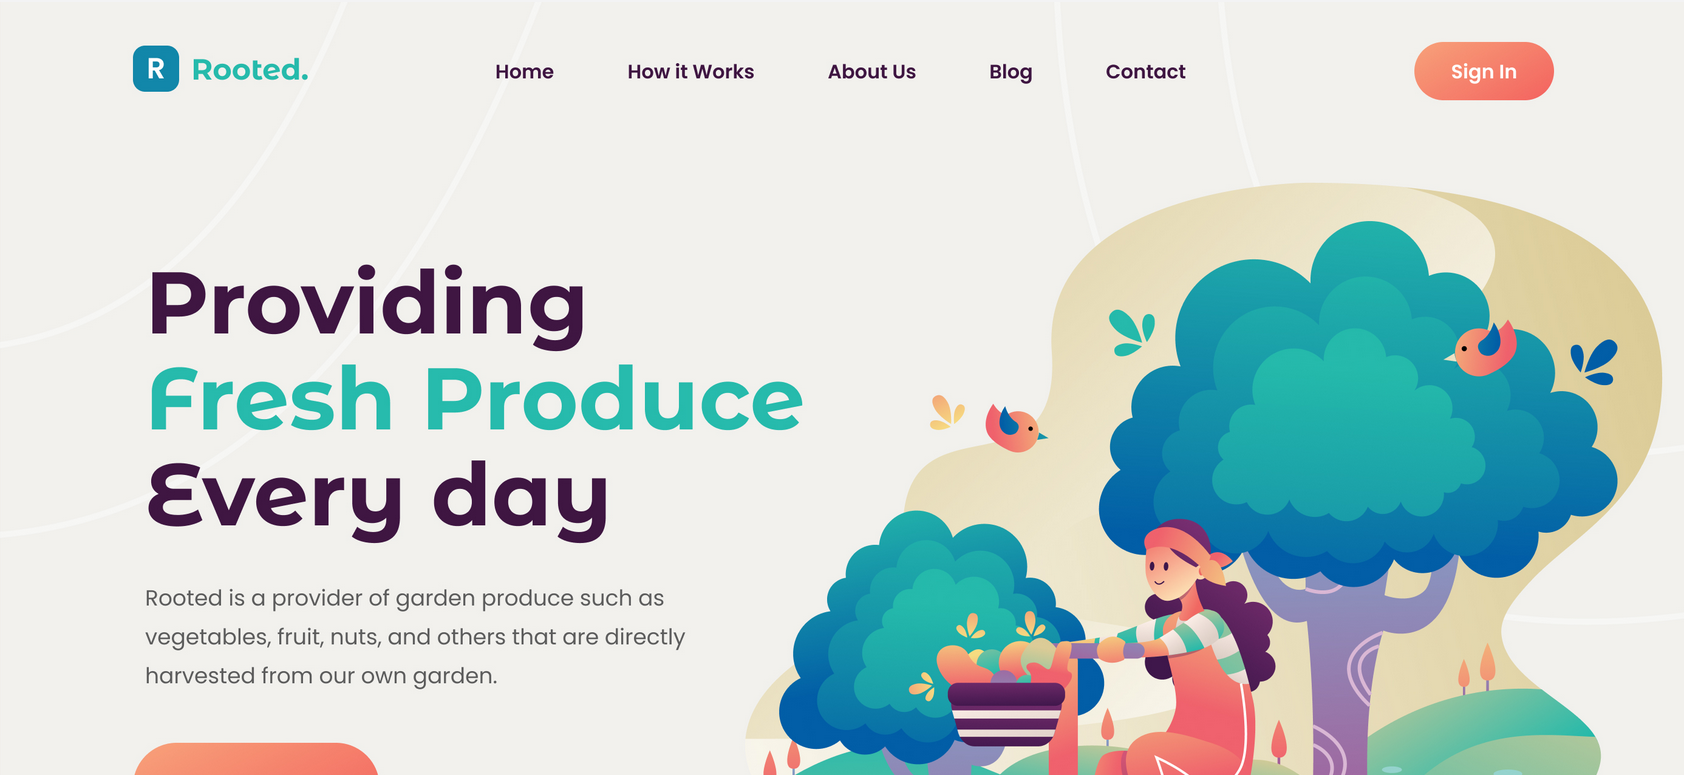 R Rooted.
Home How it Works About Us Blog Contact
Sign In
Providing
Fresh Produce
Every day
Rooted is a provider of garden produce such as
vegetables, fruit, nuts, and others that are directly
harvested from our own garden.